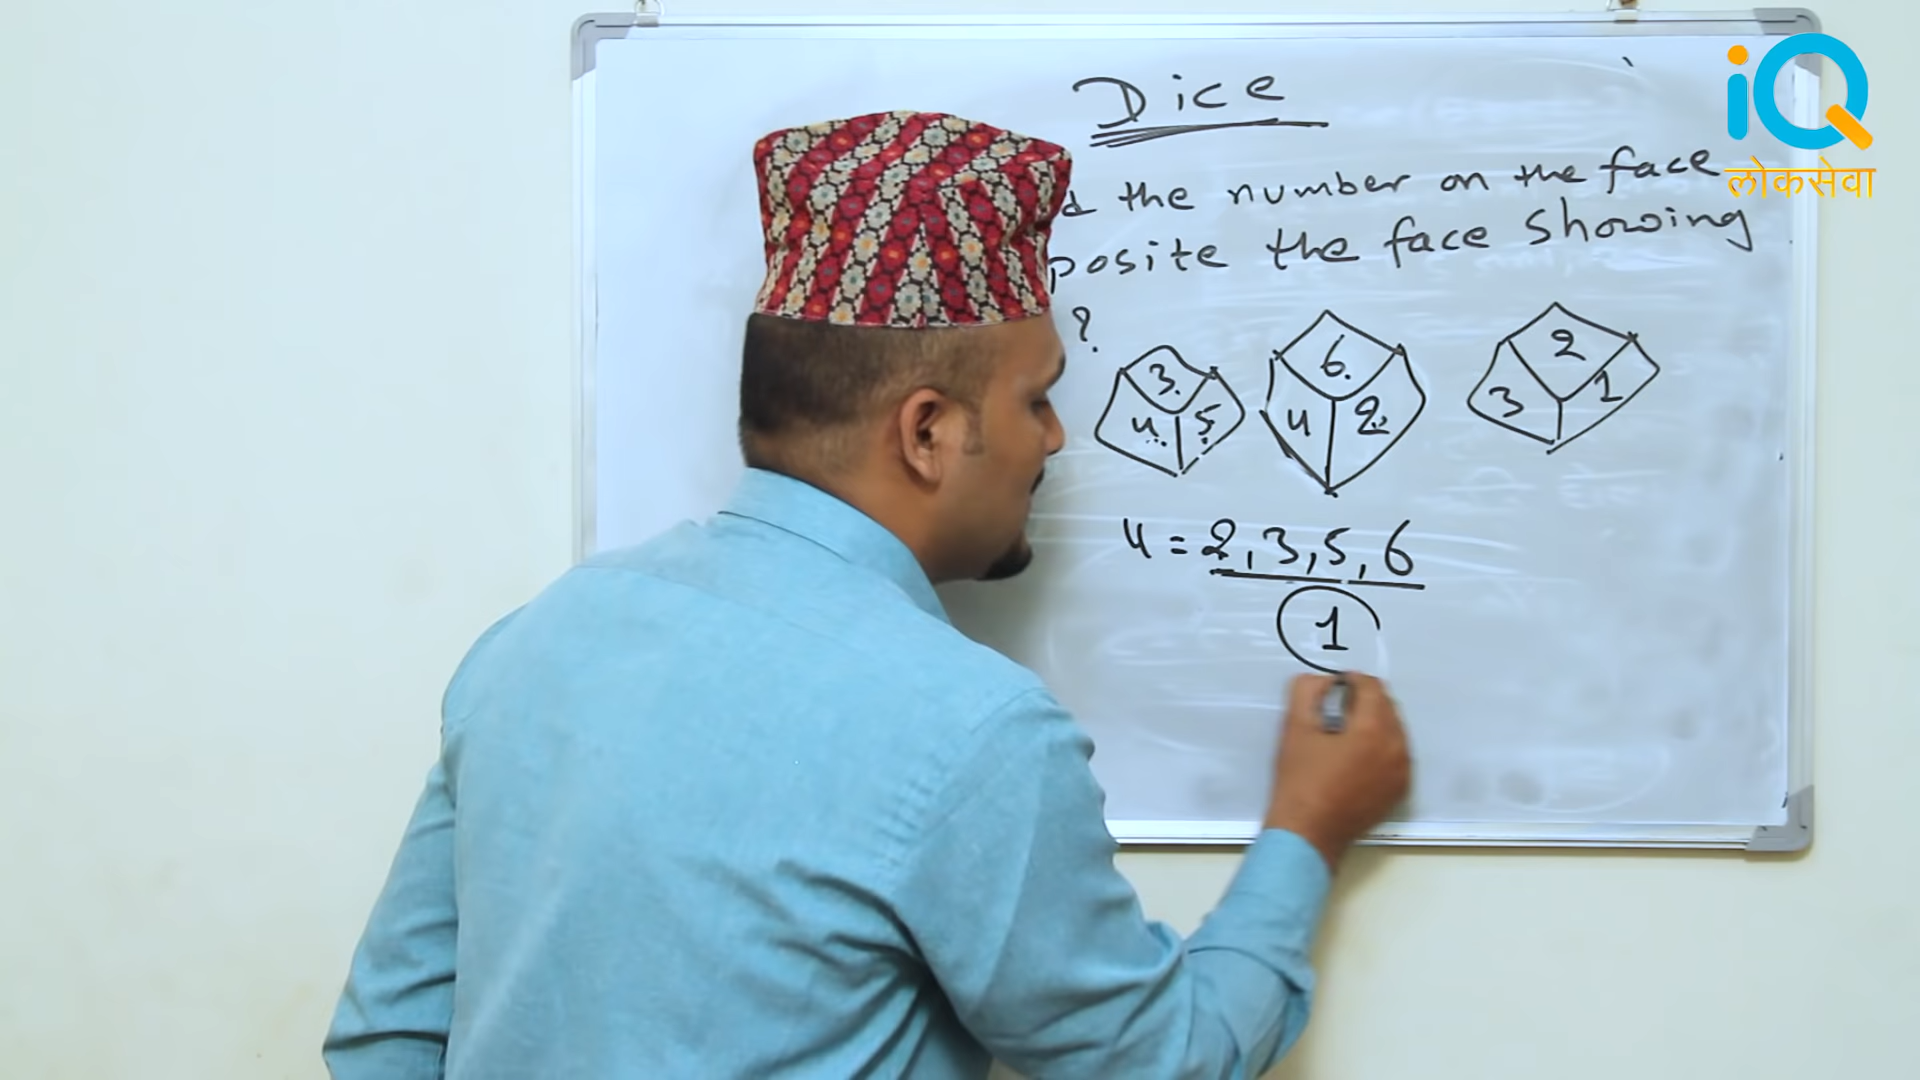 iQ
लोकसेवा
Dice
the number on the face
posite the face showing
?
3. 6. 2
4 5 4 2 3 1
4 = 2, 3, 5, 6
1